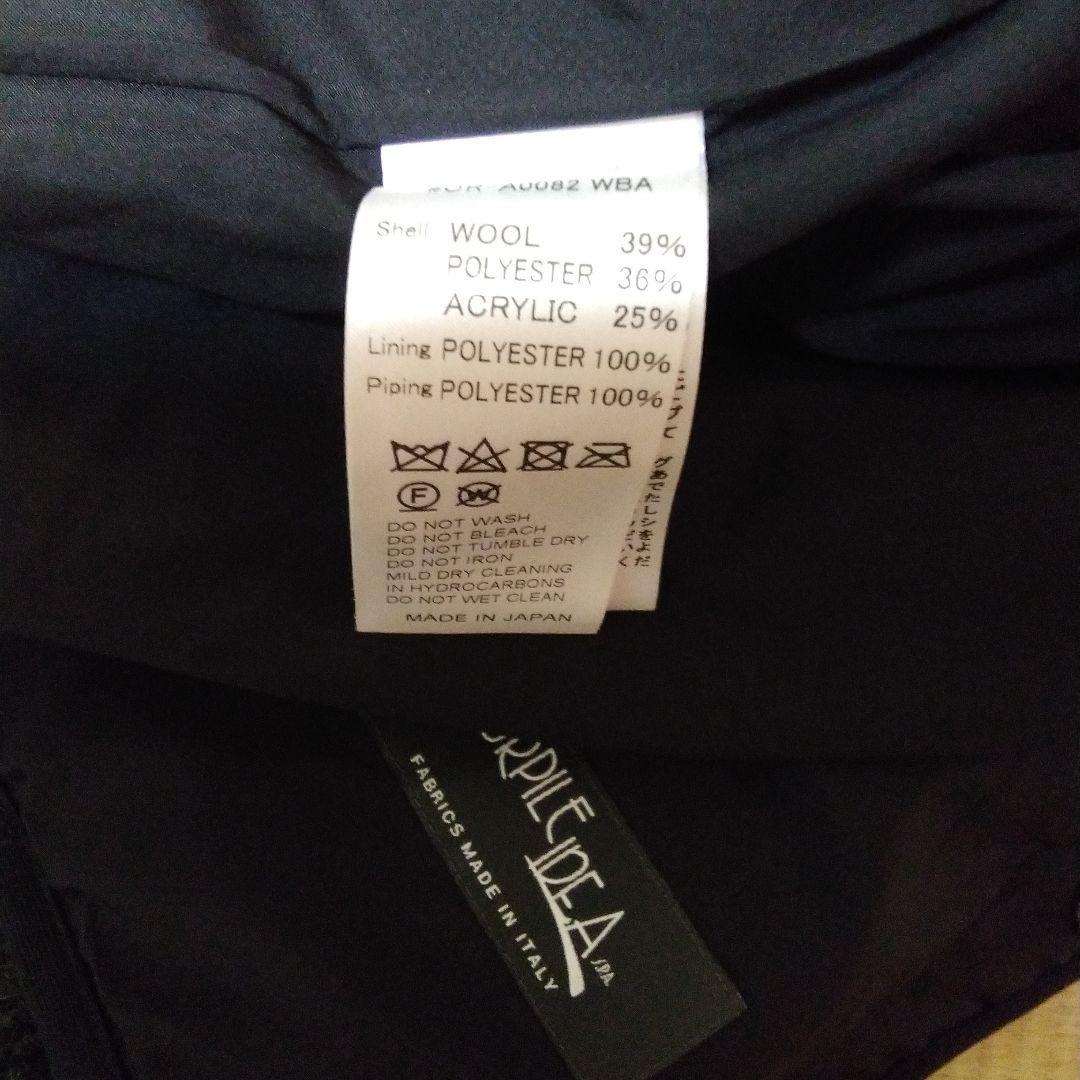 A0082 WBA
Shell WOOL 39%
POLYESTER 36%
ACRYLIC 25%
Lining POLYESTER 100%
Piping POLYESTER 100%
F
W
DO NOT WASH
DO NOT BLEACH
DO NOT TUMBLE DRY
DO NOT IRON
MILD DRY CLEANING
IN HYDROCARBONS
DO NOT WET CLEAN
MADE IN JAPAN
IDEA SPA
FABRICS MADE IN ITALY